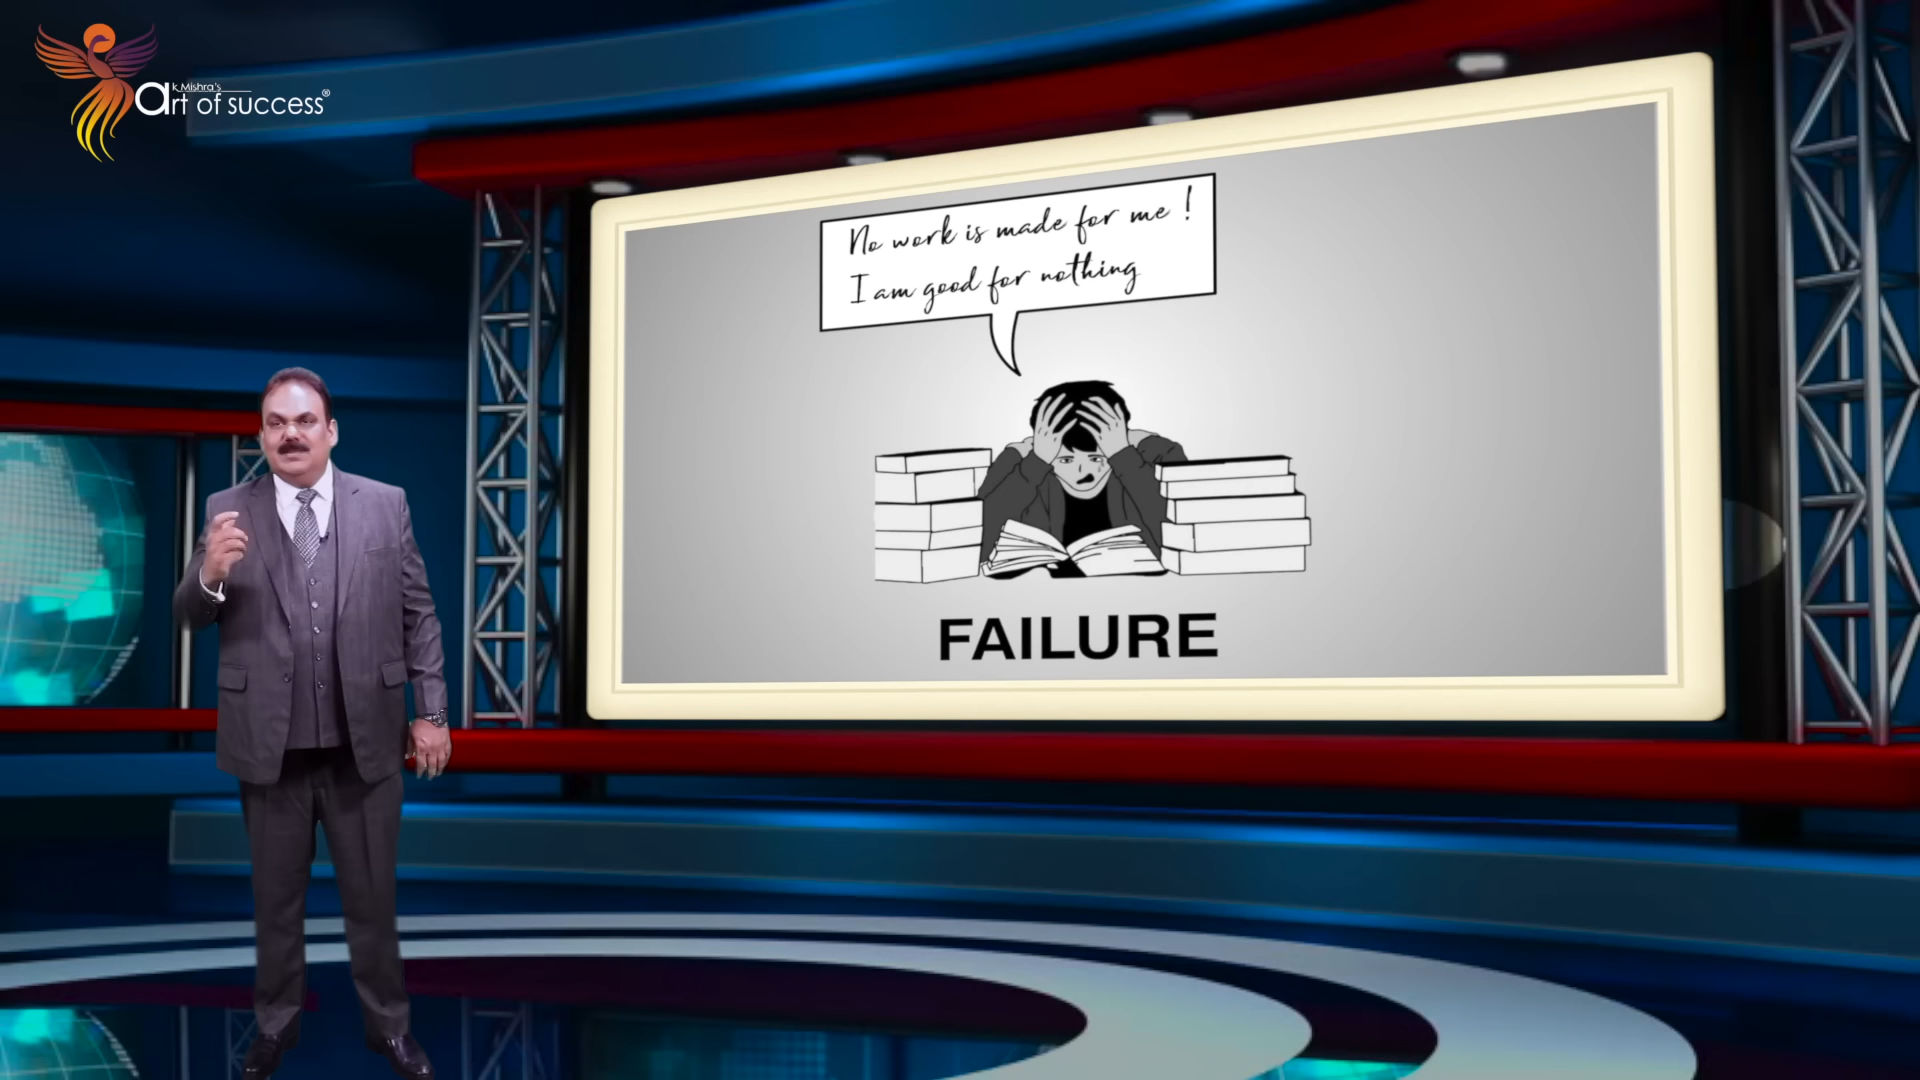 k Mishra's
art of success®
No work is made for me !
I am good for nothing
FAILURE